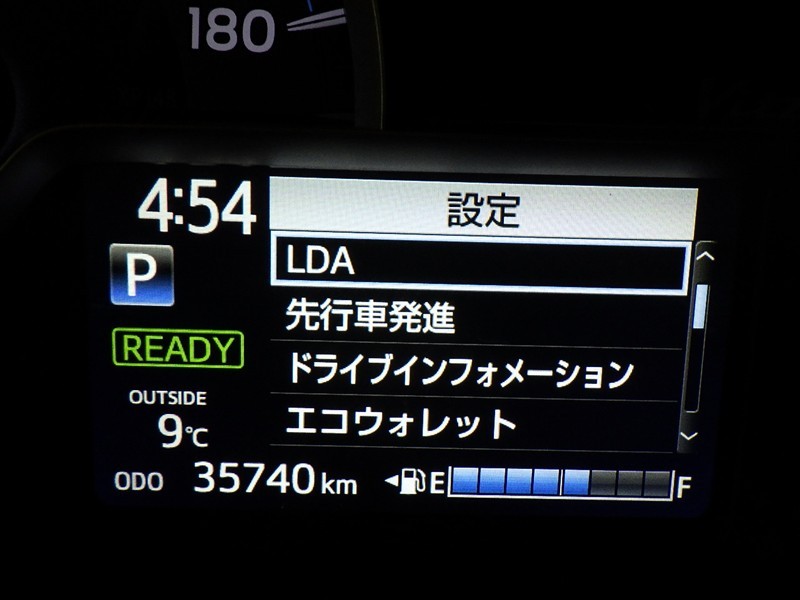 180
4:54
設定
P
LDA
先行車発進
READY
ドライブインフォメーション
OUTSIDE
9℃
エコウォレット
ODO 35740 km E F